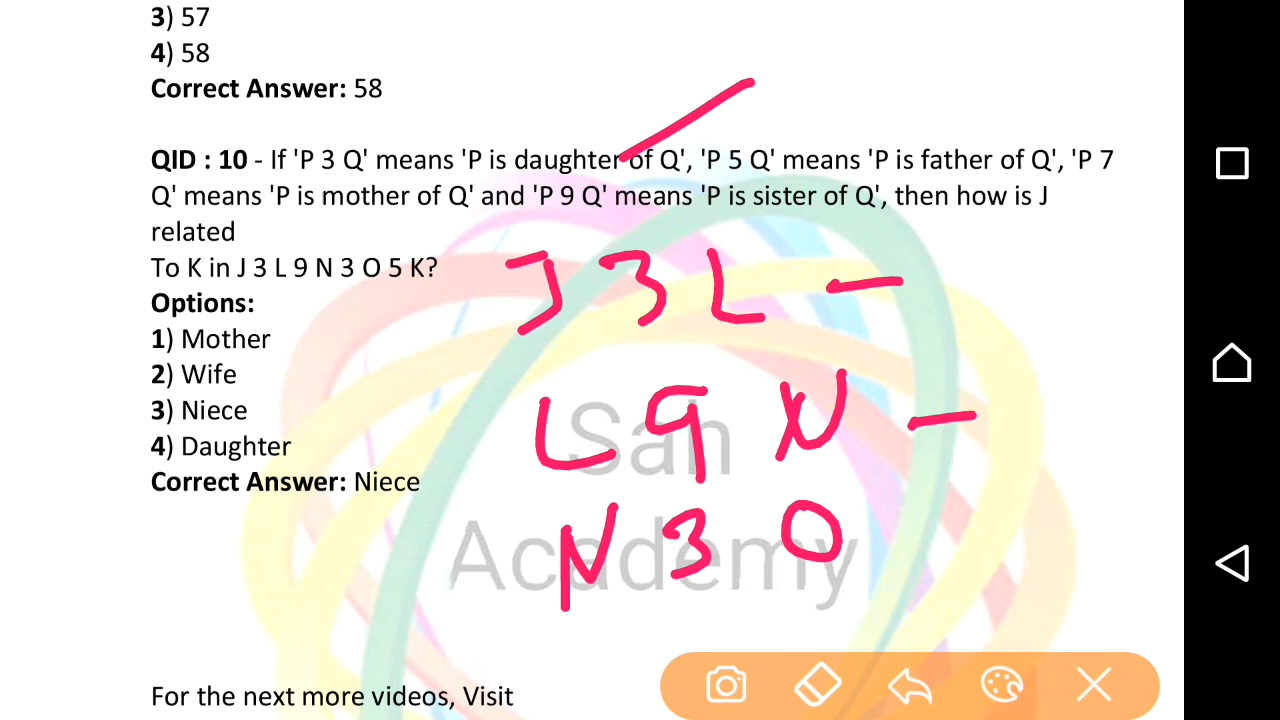 3) 57
4) 58
Correct Answer: 58
QID : 10 - If 'P 3 Q' means 'P is daughter of Q', 'P 5 Q' means 'P is father of Q', 'P 7
Q' means 'P is mother of Q' and 'P 9 Q' means 'P is sister of Q', then how is J
related
To K in J 3 L 9 N 3 O 5 K?
J 3 L -
Options:
1) Mother
2) Wife
3) Niece
L 9 N -
4) Daughter
Correct Answer: Niece
N 3 O
Sah
Academy
For the next more videos, Visit